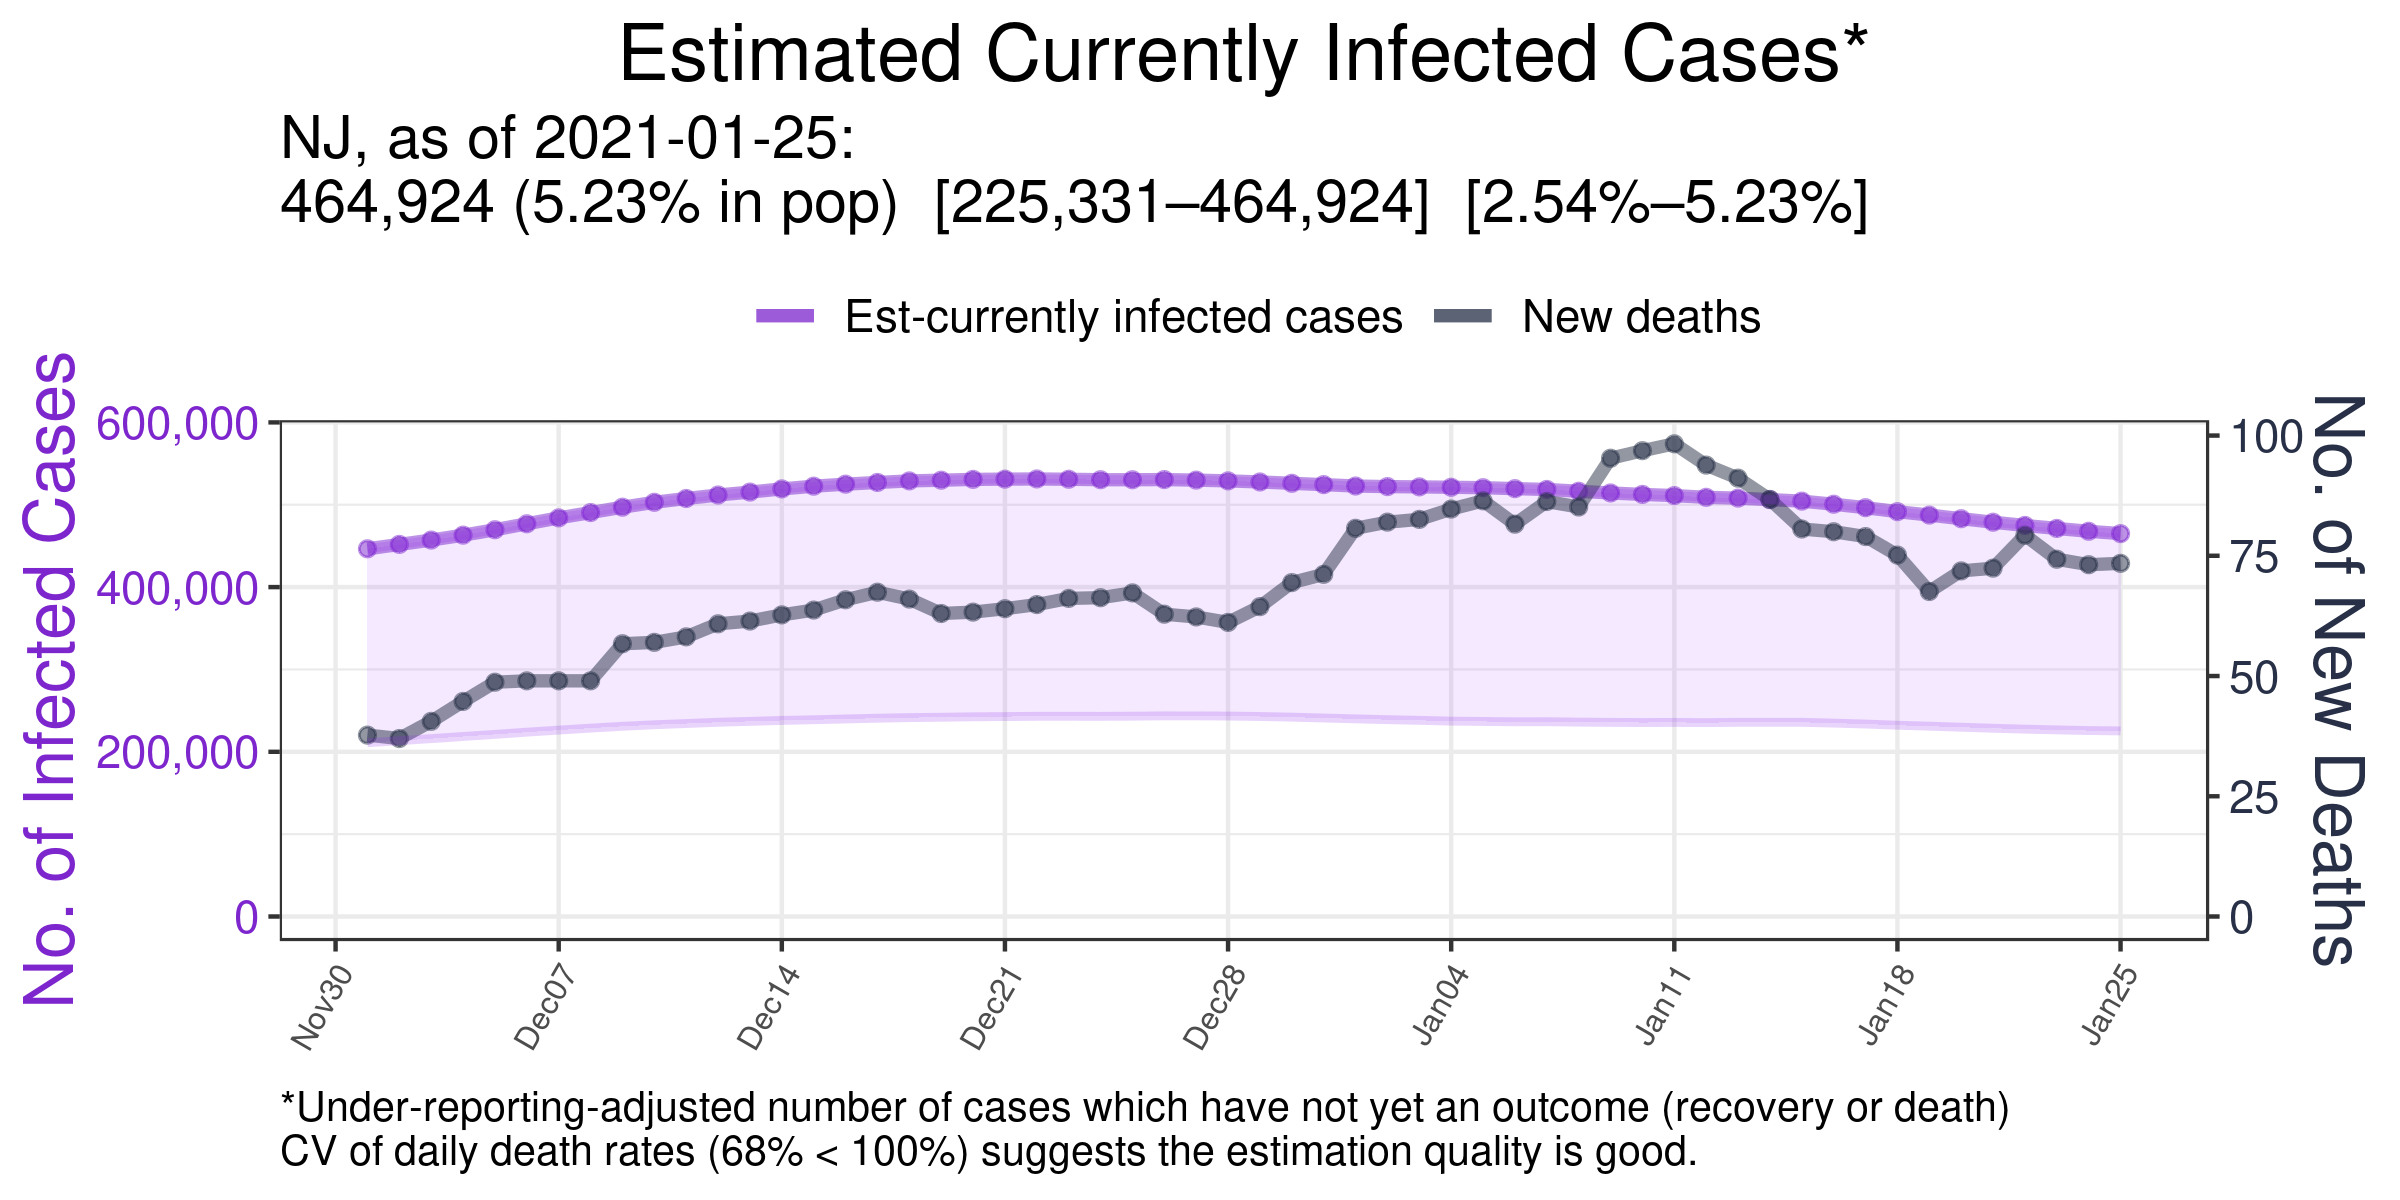 Estimated Currently Infected Cases*
NJ, as of 2021-01-25:
464,924 (5.23% in pop)  [225,331–464,924]  [2.54%–5.23%]
Est-currently infected cases
New deaths
No. of Infected Cases
600,000
400,000
200,000
0
100
75
50
25
0
No. of New Deaths
Nov30
Dec07
Dec14
Dec21
Dec28
Jan04
Jan11
Jan18
Jan25
*Under-reporting-adjusted number of cases which have not yet an outcome (recovery or death)
CV of daily death rates (68% < 100%) suggests the estimation quality is good.